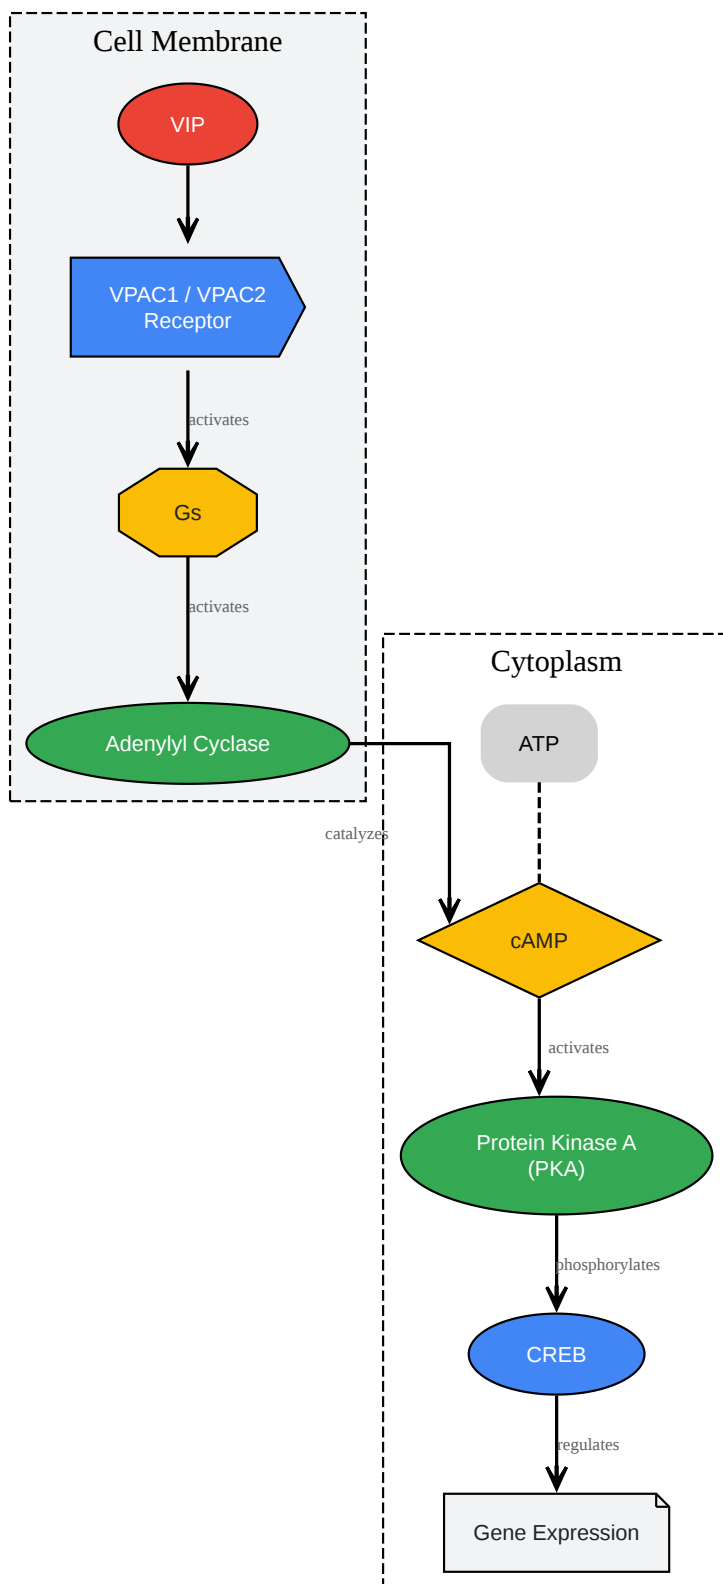 Cell Membrane
VIP
VPAC1 / VPAC2
Receptor
activates
Gs
activates
Adenylyl Cyclase
Cytoplasm
ATP
catalyzes
cAMP
activates
Protein Kinase A
(PKA)
phosphorylates
CREB
regulates
Gene Expression